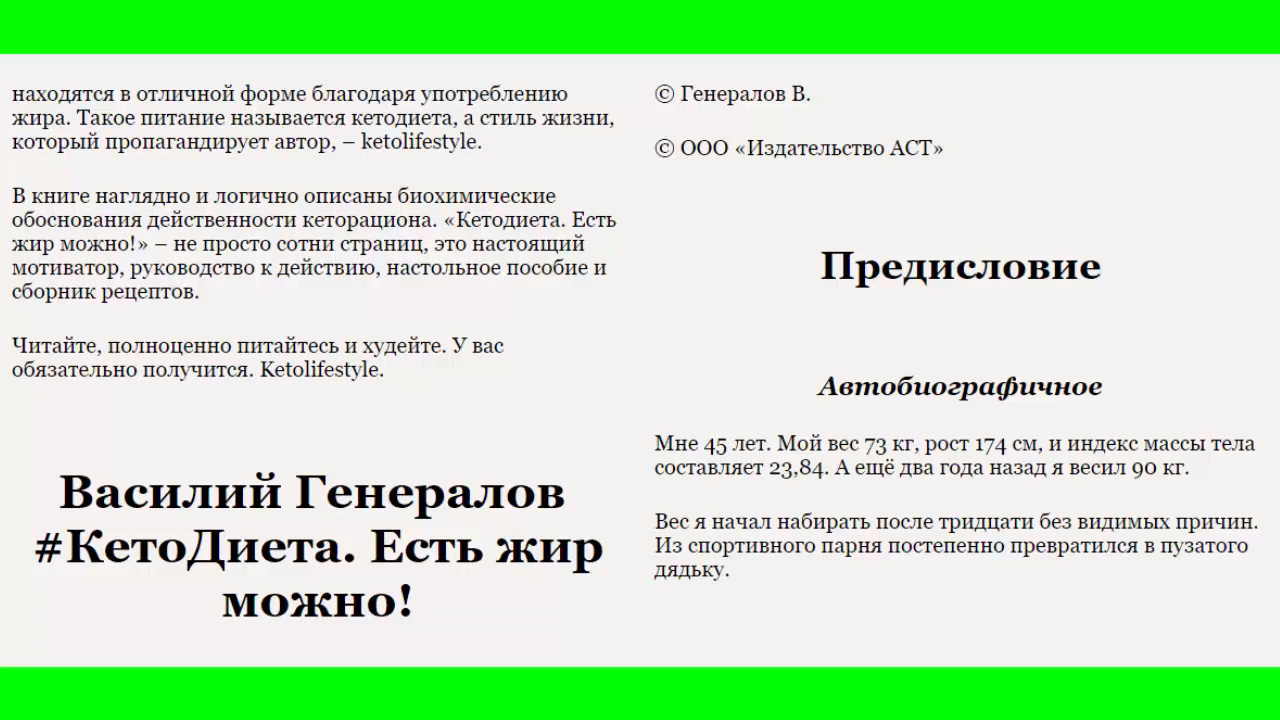 находятся в отличной форме благодаря употреблению
жира. Такое питание называется кетодиета, а стиль жизни,
который пропагандирует автор, – ketolifestyle.
В книге наглядно и логично описаны биохимические
обоснования действенности кеторациона. «Кетодиета. Есть
жир можно!» – не просто сотни страниц, это настоящий
мотиватор, руководство к действию, настольное пособие и
сборник рецептов.
Читайте, полноценно питайтесь и худейте. У вас
обязательно получится. Ketolifestyle.
Василий Генералов
#КетоДиета. Есть жир
можно!
© Генералов В.
© ООО «Издательство АСТ»
Предисловие
Автобиографичное
Мне 45 лет. Мой вес 73 кг, рост 174 см, и индекс массы тела
составляет 23,84. А ещё два года назад я весил 90 кг.
Вес я начал набирать после тридцати без видимых причин.
Из спортивного парня постепенно превратился в пузатого
дядьку.